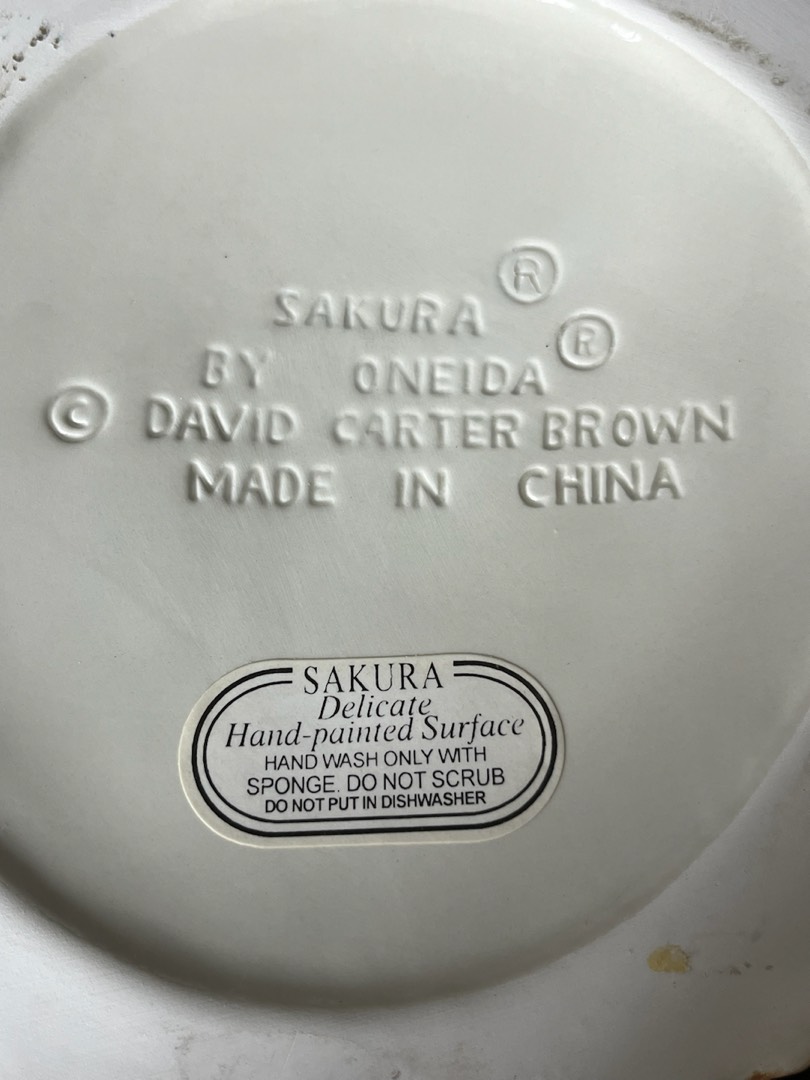 SAKURA ®
BY ONEIDA ®
© DAVID CARTER BROWN
MADE IN CHINA
SAKURA
Delicate
Hand-painted Surface
HAND WASH ONLY WITH
SPONGE. DO NOT SCRUB
DO NOT PUT IN DISHWASHER